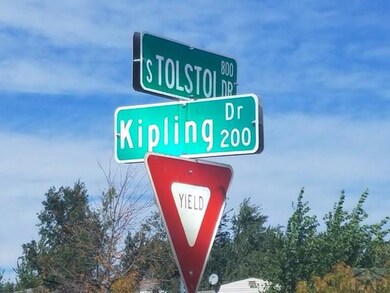 800
S TOLSTOI DR
Dr
Kipling 200
YIELD